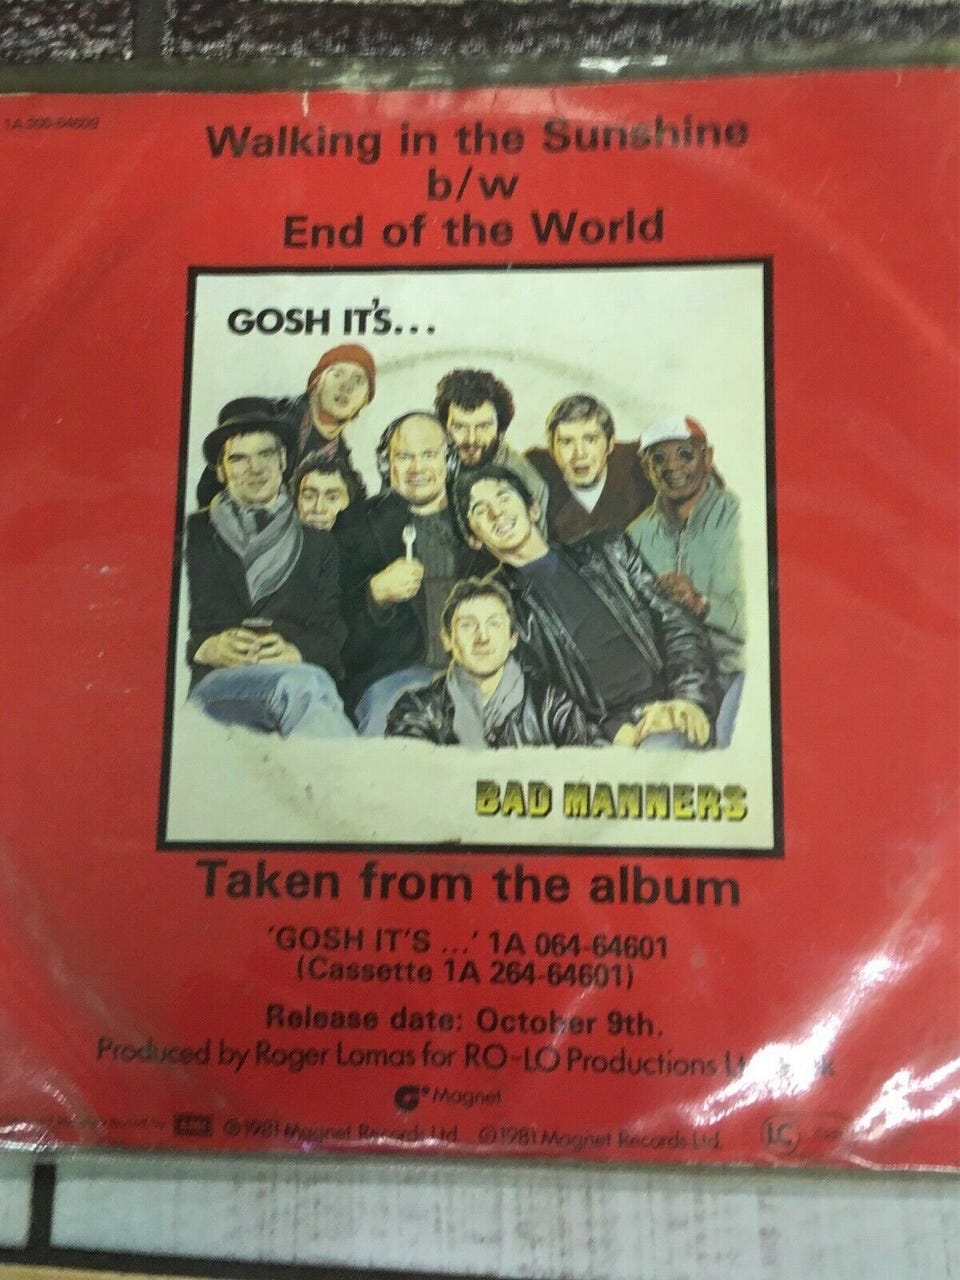 Walking in the Sunshine
b/w
End of the World
GOSH IT'S...
BAD MANNERS
Taken from the album
'GOSH IT'S ...' 1A 064-64601
(Cassette 1A 264-64601)
Release date: October 9th.
Produced by Roger Lomas for RO-LO Productions
Magnet
EMI ℗1981 Magnet Records Ltd. ©1981 Magnet Records Ltd. LC